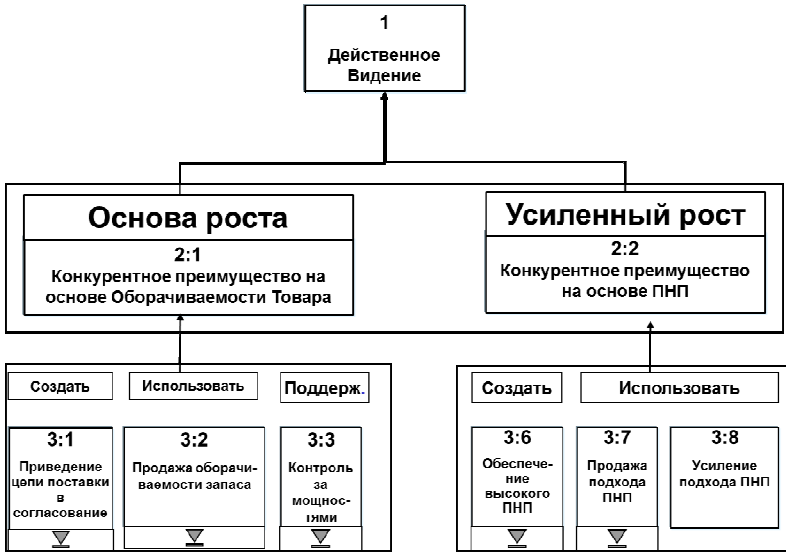 1
Действенное
Видение
Основа роста
2:1
Конкурентное преимущество на
основе Оборачиваемости Товара
Усиленный рост
2:2
Конкурентное преимущество
на основе ПНП
Создать
Использовать
Поддерж.
3:1
Приведение
цепи поставки
в
согласование
3:2
Продажа оборачи-
ваемости запаса
3:3
Контроль
за
мощнос-
тями
Создать
Использовать
3:6
Обеспече-
ние
высокого
ПНП
3:7
Продажа
подхода
ПНП
3:8
Усиление
подхода ПНП